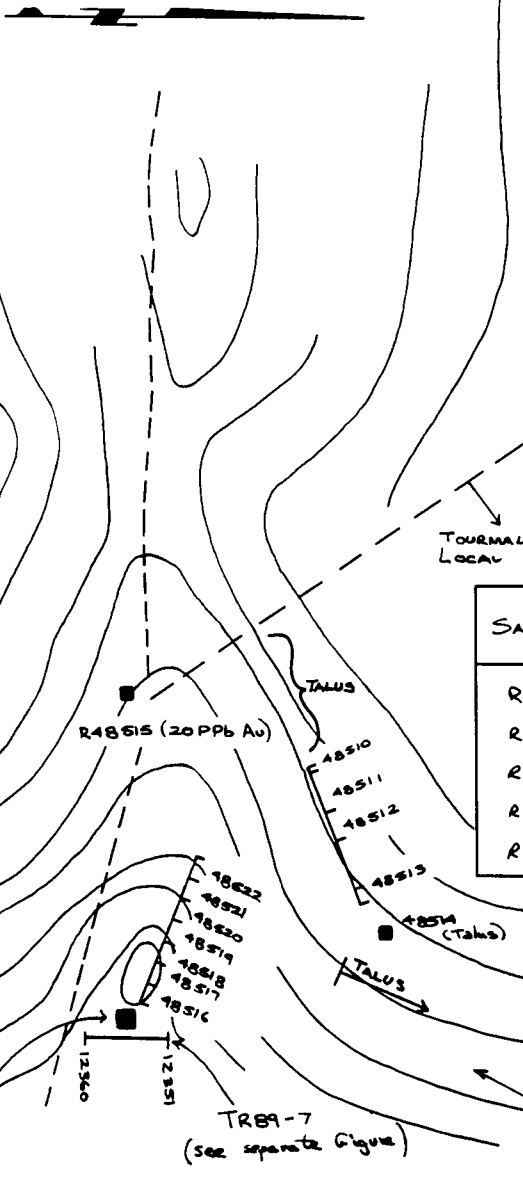 N
TOURMAL
LOCAL
SA
R
R
R
R
R
TALUS
R48515 (20 PPb Au)
48510
48511
48512
48513
48514
(Talus)
TALUS
48522
48521
48520
48519
48518
48517
48516
12360
12351
TR89-7
(see separate Figure)